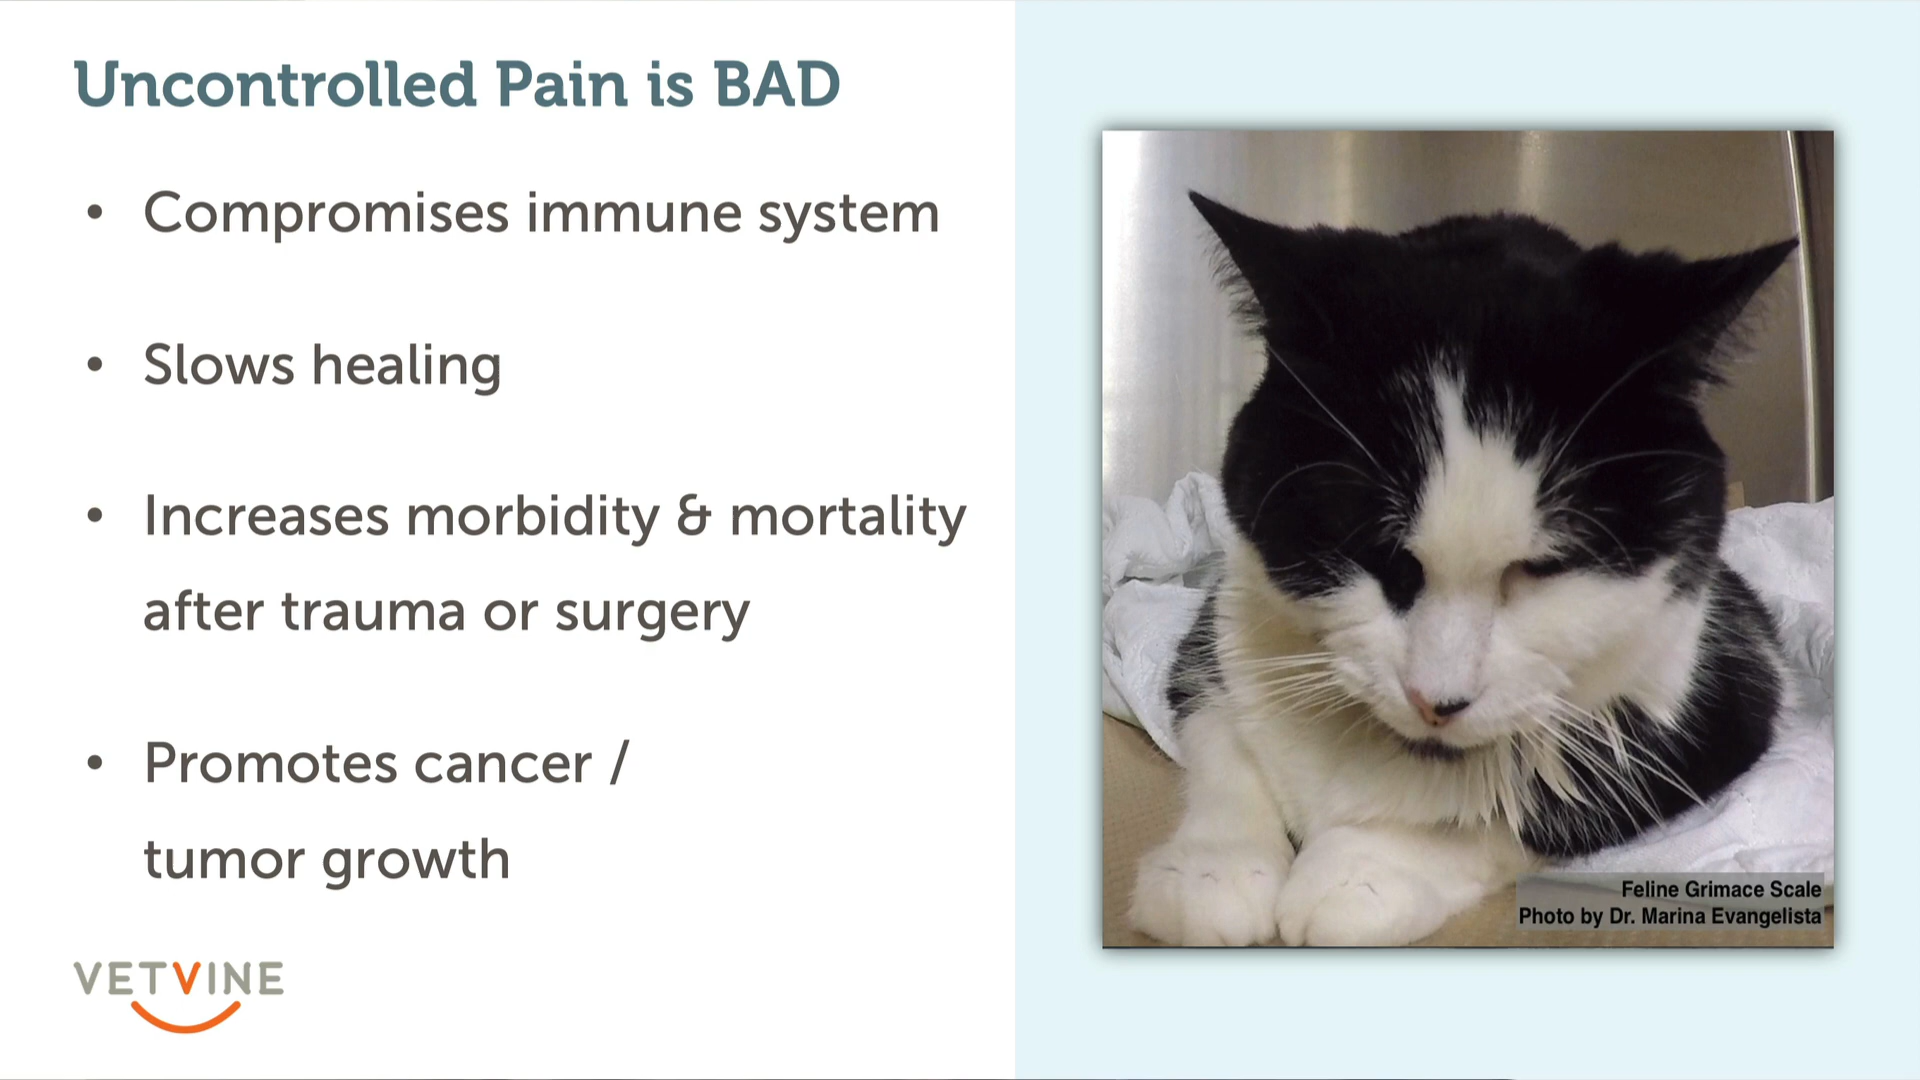 Uncontrolled Pain is BAD
• Compromises immune system
• Slows healing
• Increases morbidity & mortality
after trauma or surgery
• Promotes cancer /
tumor growth
VETVINE
Feline Grimace Scale
Photo by Dr. Marina Evangelista